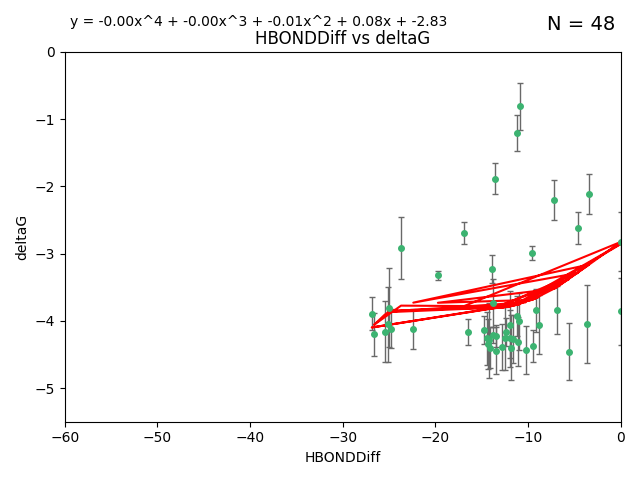 y = -0.00x^4 + -0.00x^3 + -0.01x^2 + 0.08x + -2.83
N = 48
HBONDDiff vs deltaG
0
−1
−2
−3
−4
−5
deltaG
−60 −50 −40 −30 −20 −10 0
HBONDDiff